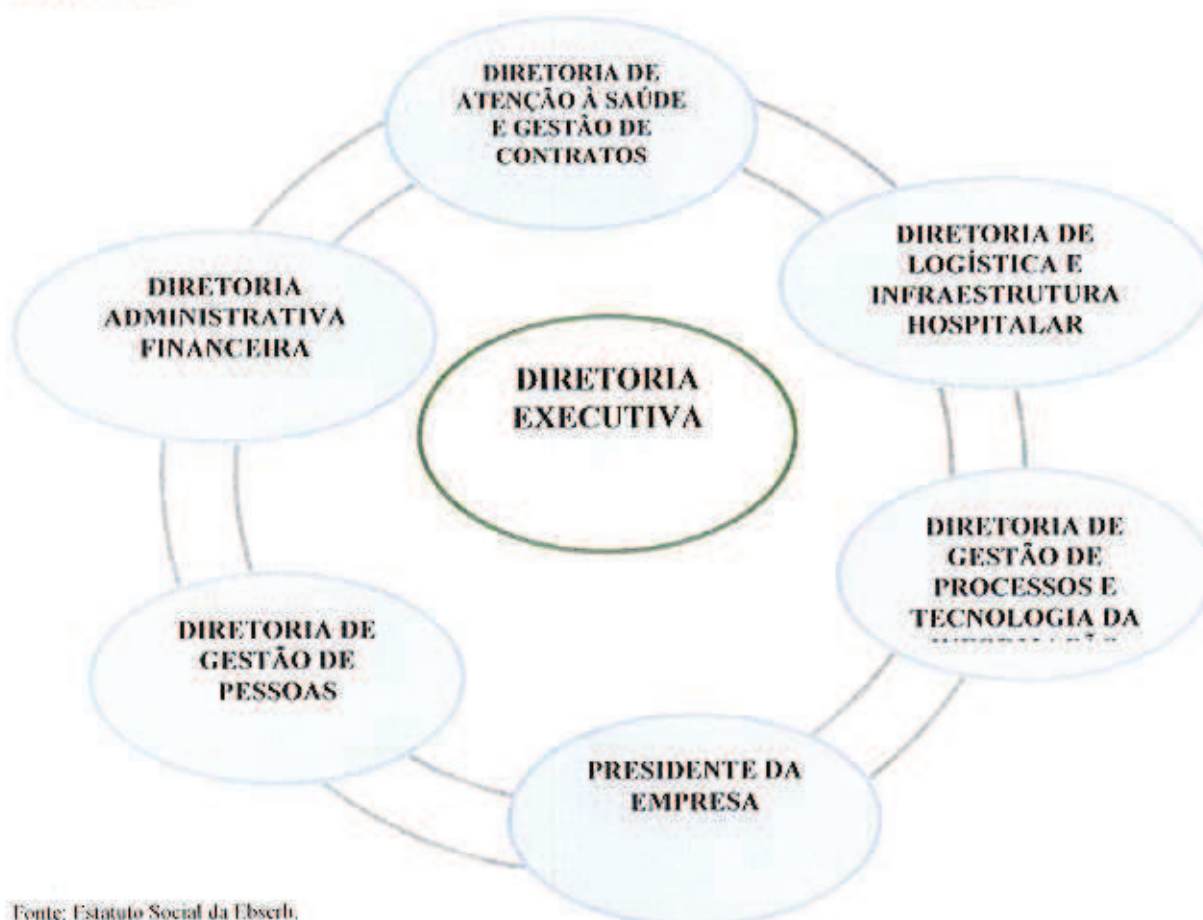 DIRETORIA DE
ATENÇÃO À SAÚDE
E GESTÃO DE
CONTRATOS
DIRETORIA DE
LOGÍSTICA E
INFRAESTRUTURA
HOSPITALAR
DIRETORIA
ADMINISTRATIVA
FINANCEIRA
DIRETORIA
EXECUTIVA
DIRETORIA DE
GESTÃO DE
PROCESSOS E
TECNOLOGIA DA
DIRETORIA DE
GESTÃO DE
PESSOAS
PRESIDENTE DA
EMPRESA
Fonte: Estatuto Social da Ebserh.